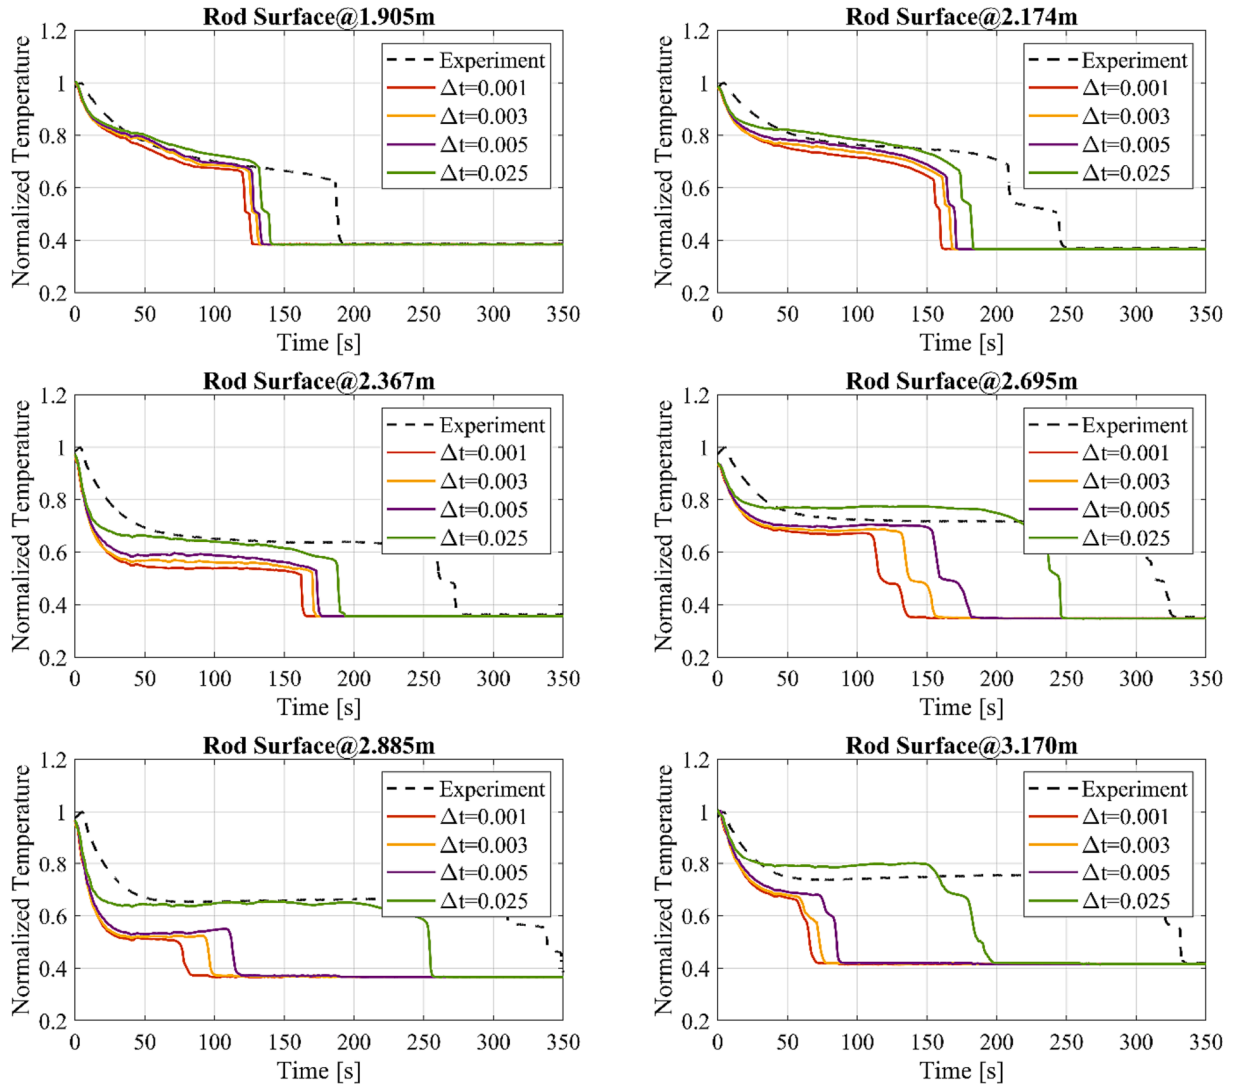 Rod Surface@1.905m
Normalized Temperature
1.2
1
0.8
0.6
0.4
0.2
Experiment
Δt=0.001
Δt=0.003
Δt=0.005
Δt=0.025
0 50 100 150 200 250 300 350
Time [s]
Rod Surface@2.174m
Normalized Temperature
1.2
1
0.8
0.6
0.4
0.2
Experiment
Δt=0.001
Δt=0.003
Δt=0.005
Δt=0.025
0 50 100 150 200 250 300 350
Time [s]
Rod Surface@2.367m
Normalized Temperature
1.2
1
0.8
0.6
0.4
0.2
Experiment
Δt=0.001
Δt=0.003
Δt=0.005
Δt=0.025
0 50 100 150 200 250 300 350
Time [s]
Rod Surface@2.695m
Normalized Temperature
1.2
1
0.8
0.6
0.4
0.2
Experiment
Δt=0.001
Δt=0.003
Δt=0.005
Δt=0.025
0 50 100 150 200 250 300 350
Time [s]
Rod Surface@2.885m
Normalized Temperature
1.2
1
0.8
0.6
0.4
0.2
Experiment
Δt=0.001
Δt=0.003
Δt=0.005
Δt=0.025
0 50 100 150 200 250 300 350
Time [s]
Rod Surface@3.170m
Normalized Temperature
1.2
1
0.8
0.6
0.4
0.2
Experiment
Δt=0.001
Δt=0.003
Δt=0.005
Δt=0.025
0 50 100 150 200 250 300 350
Time [s]